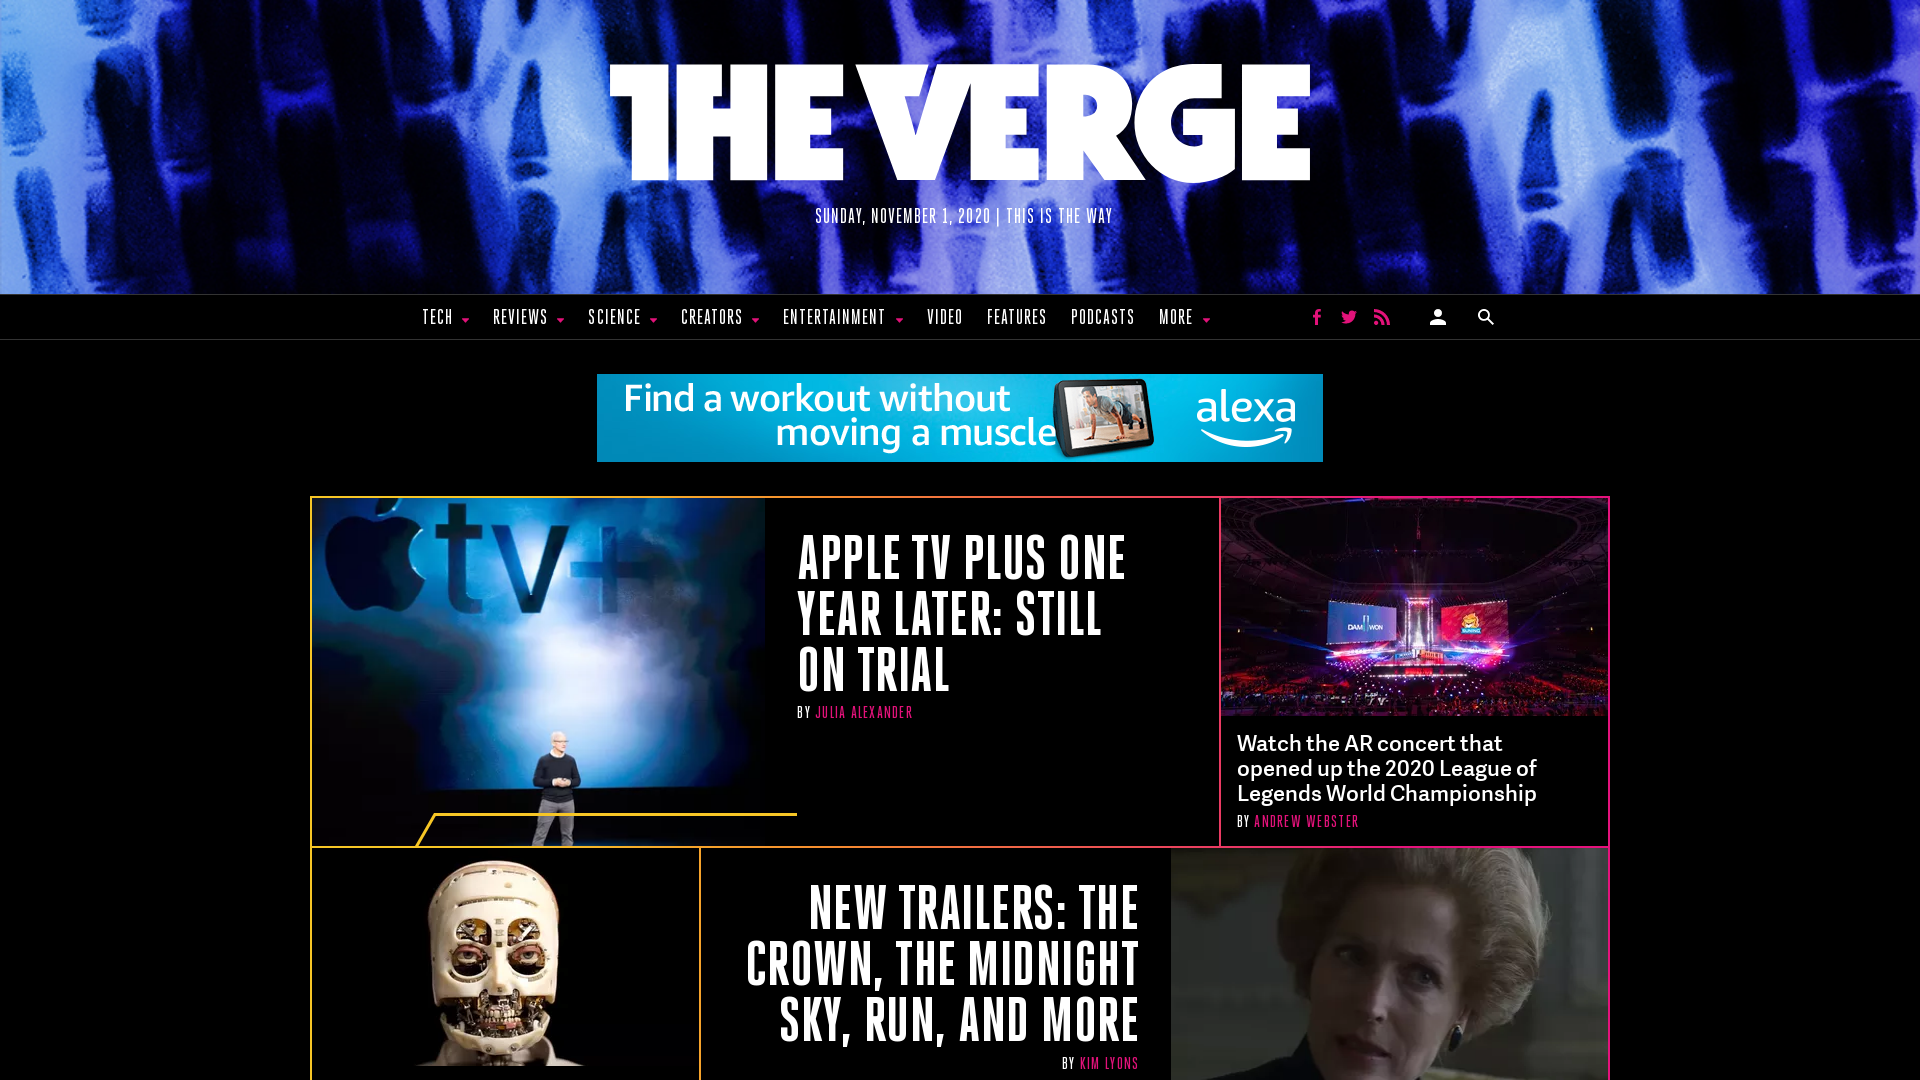 THE VERGE
SUNDAY, NOVEMBER 1, 2020 | THIS IS THE WAY
TECH REVIEWS SCIENCE CREATORS ENTERTAINMENT VIDEO FEATURES PODCASTS MORE
Find a workout without
moving a muscle
alexa
tv+
APPLE TV PLUS ONE
YEAR LATER: STILL
ON TRIAL
BY JULIA ALEXANDER
DAMWON
SUNING
Watch the AR concert that
opened up the 2020 League of
Legends World Championship
BY ANDREW WEBSTER
NEW TRAILERS: THE
CROWN, THE MIDNIGHT
SKY, RUN, AND MORE
BY KIM LYONS